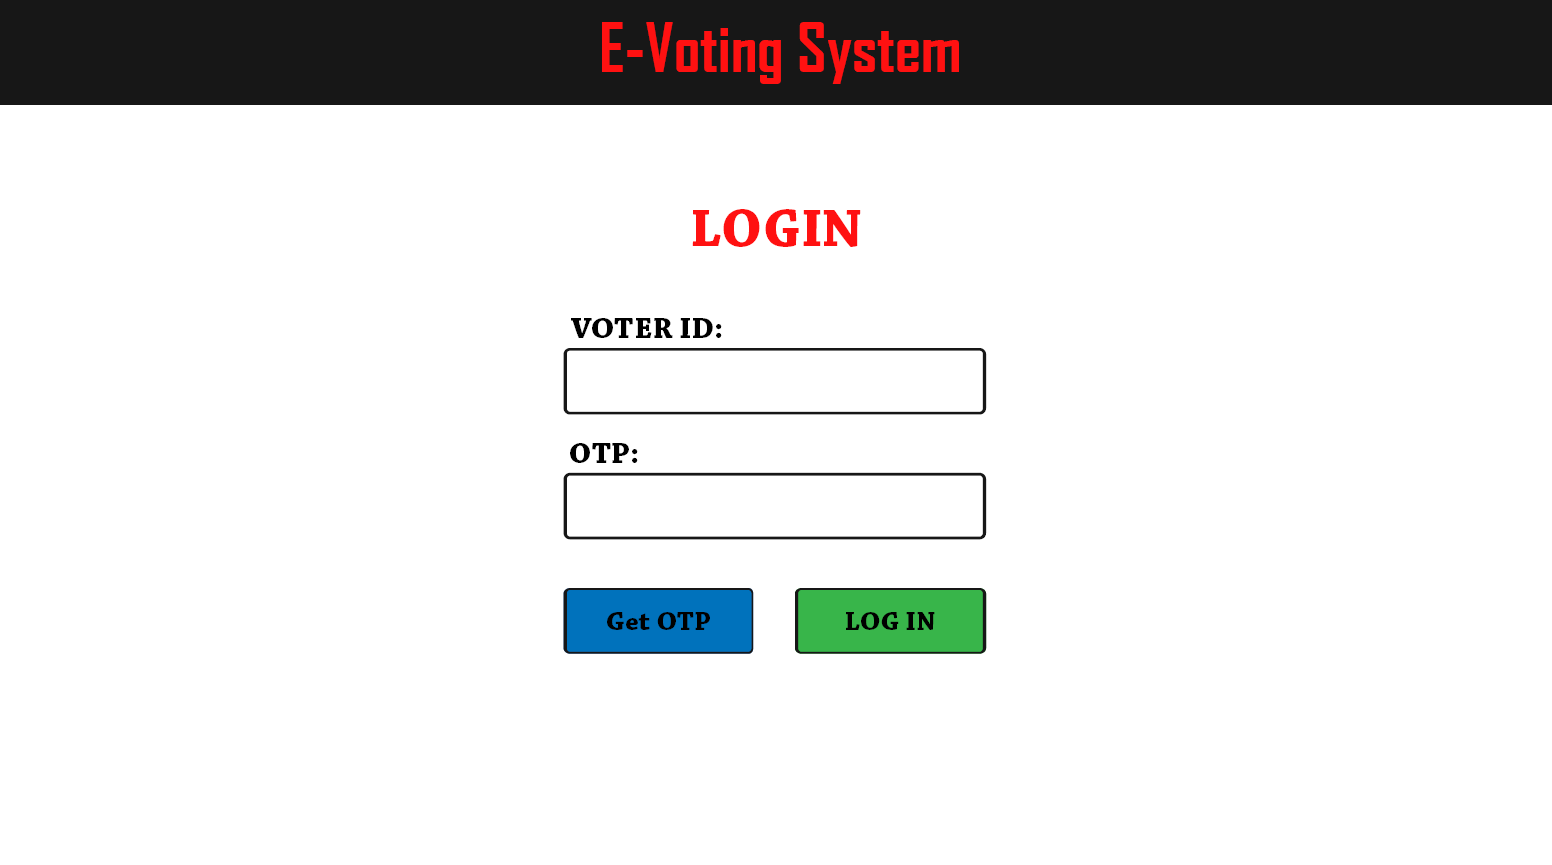 E-Voting System
LOGIN
VOTER ID:
OTP:
Get OTP
LOG IN